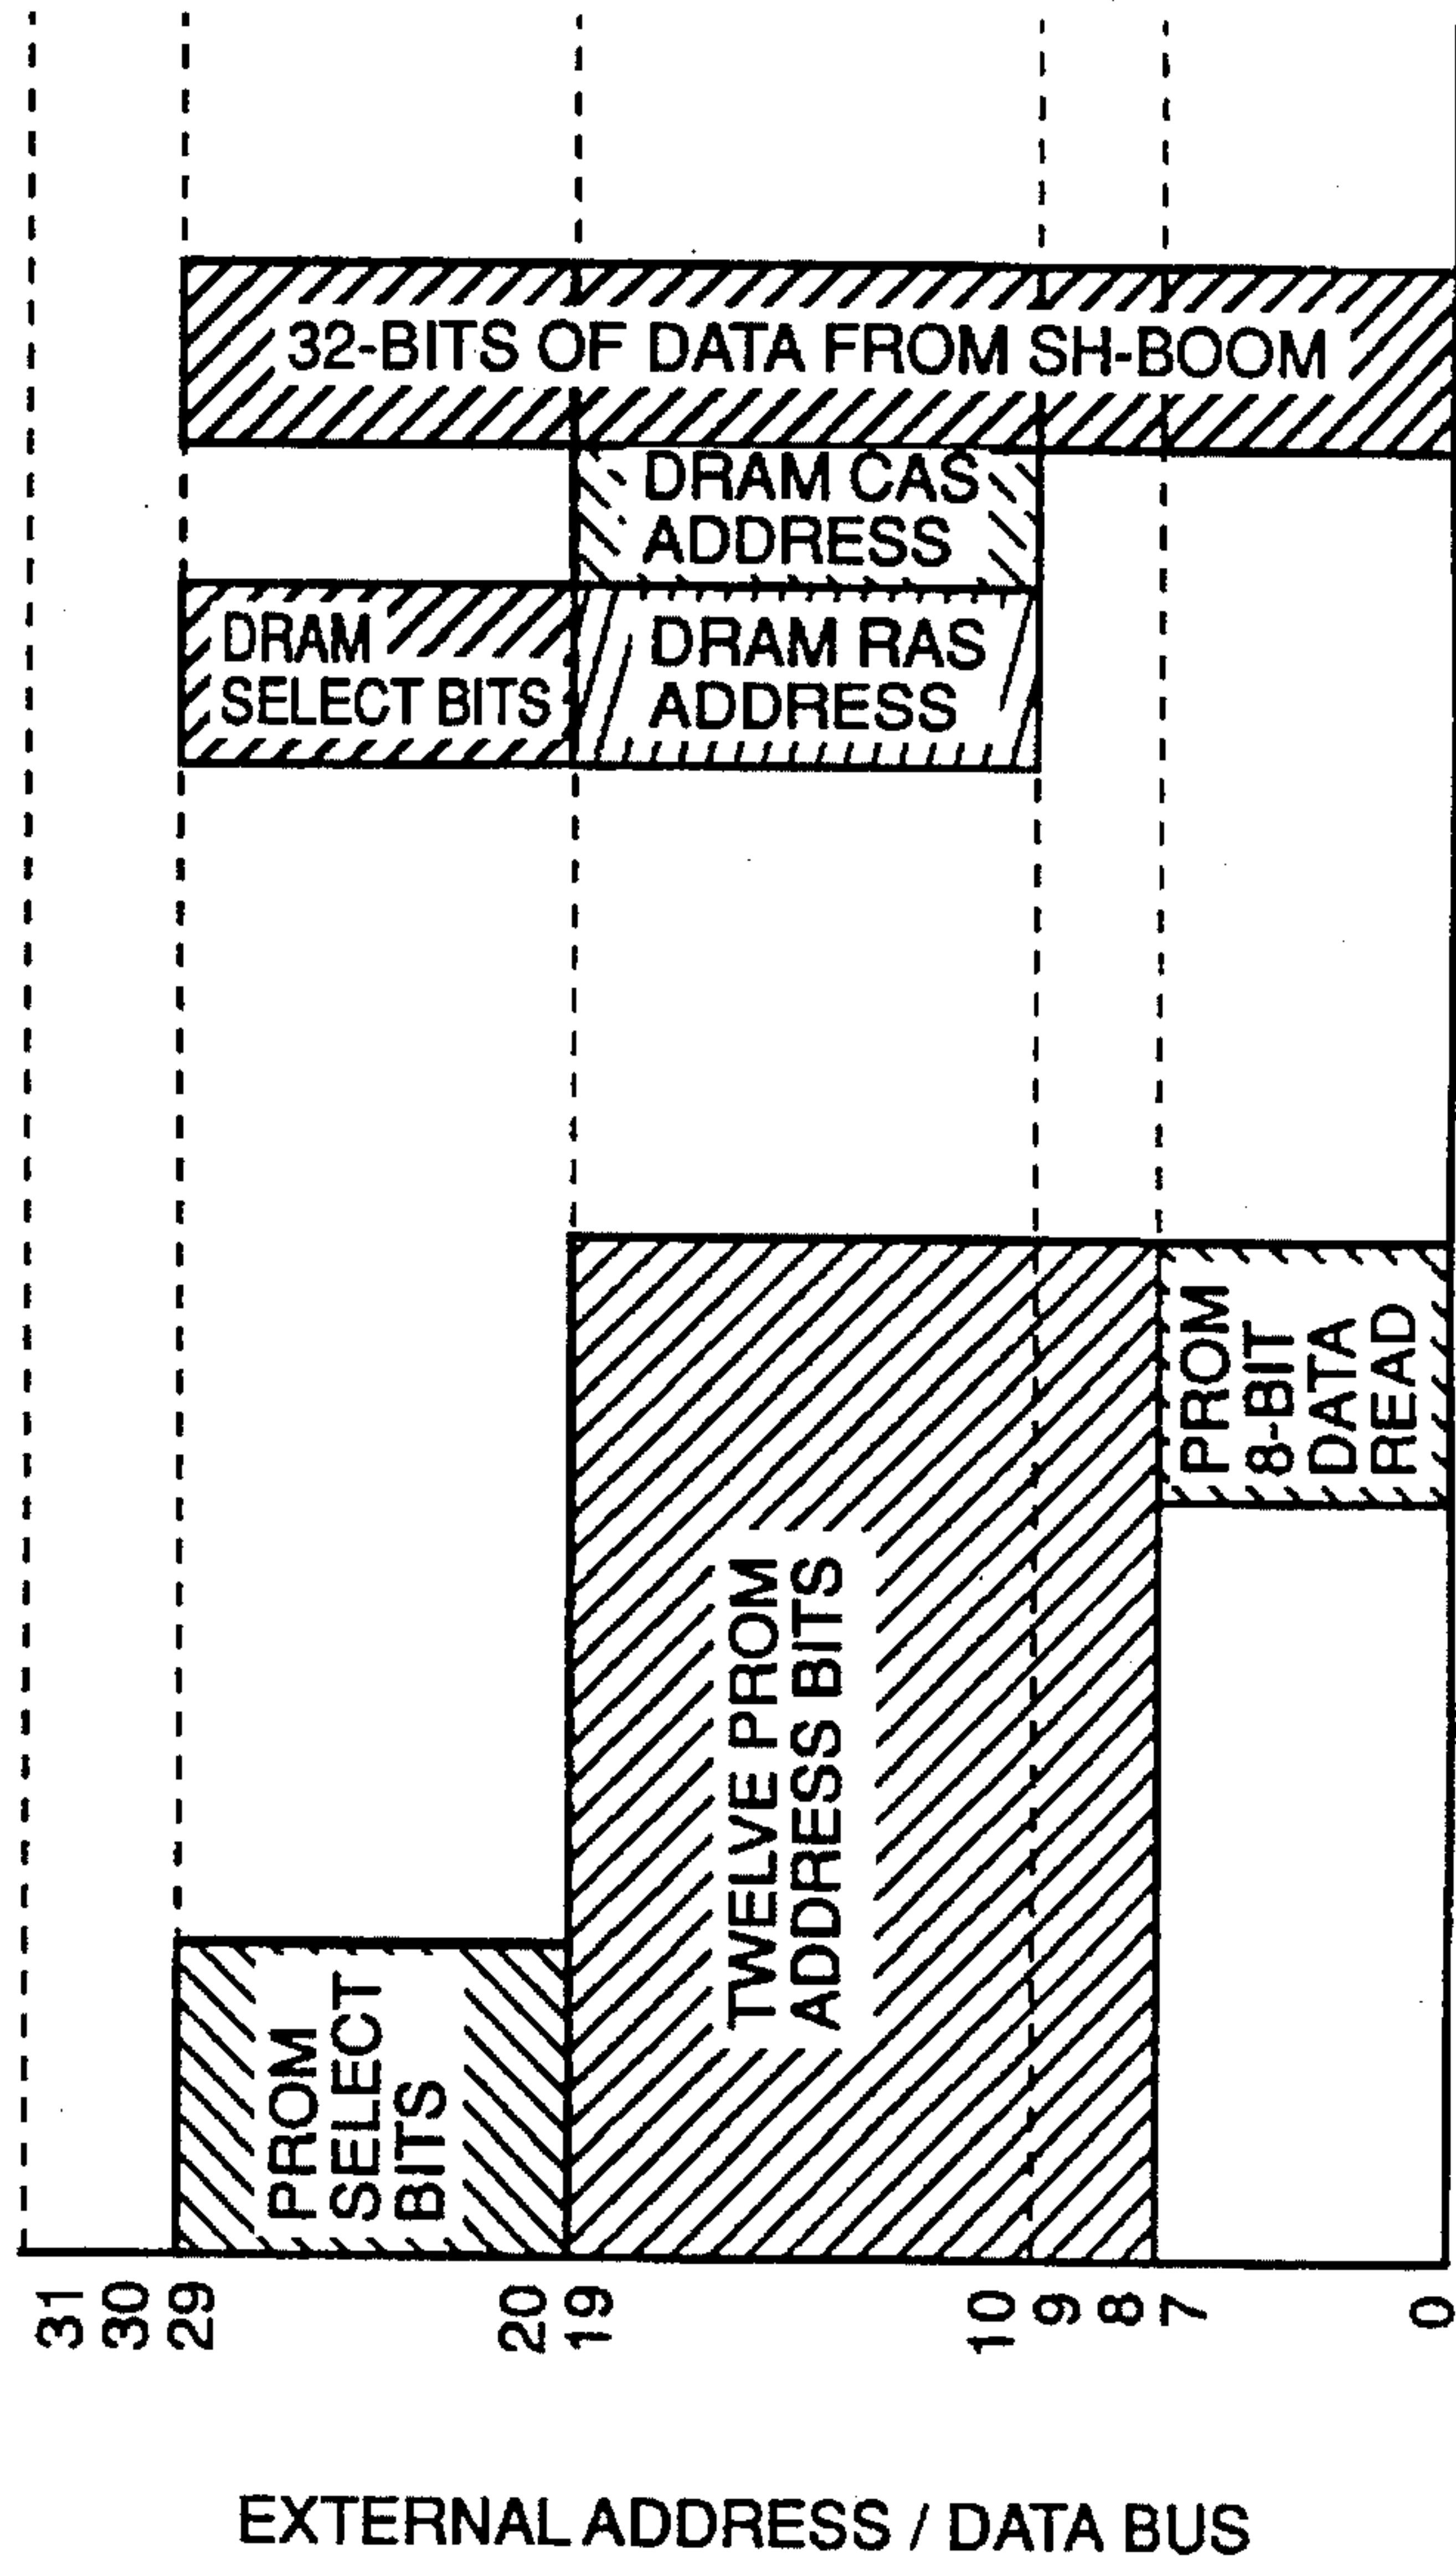 32-BITS OF DATA FROM SH-BOOM
DRAM CAS
ADDRESS
DRAM
SELECT BITS
DRAM RAS
ADDRESS
PROM
8-BIT
DATA
READ
TWELVE PROM
ADDRESS BITS
PROM
SELECT
BITS
31
30
29
20
19
10
9
8
7
0
EXTERNAL ADDRESS / DATA BUS